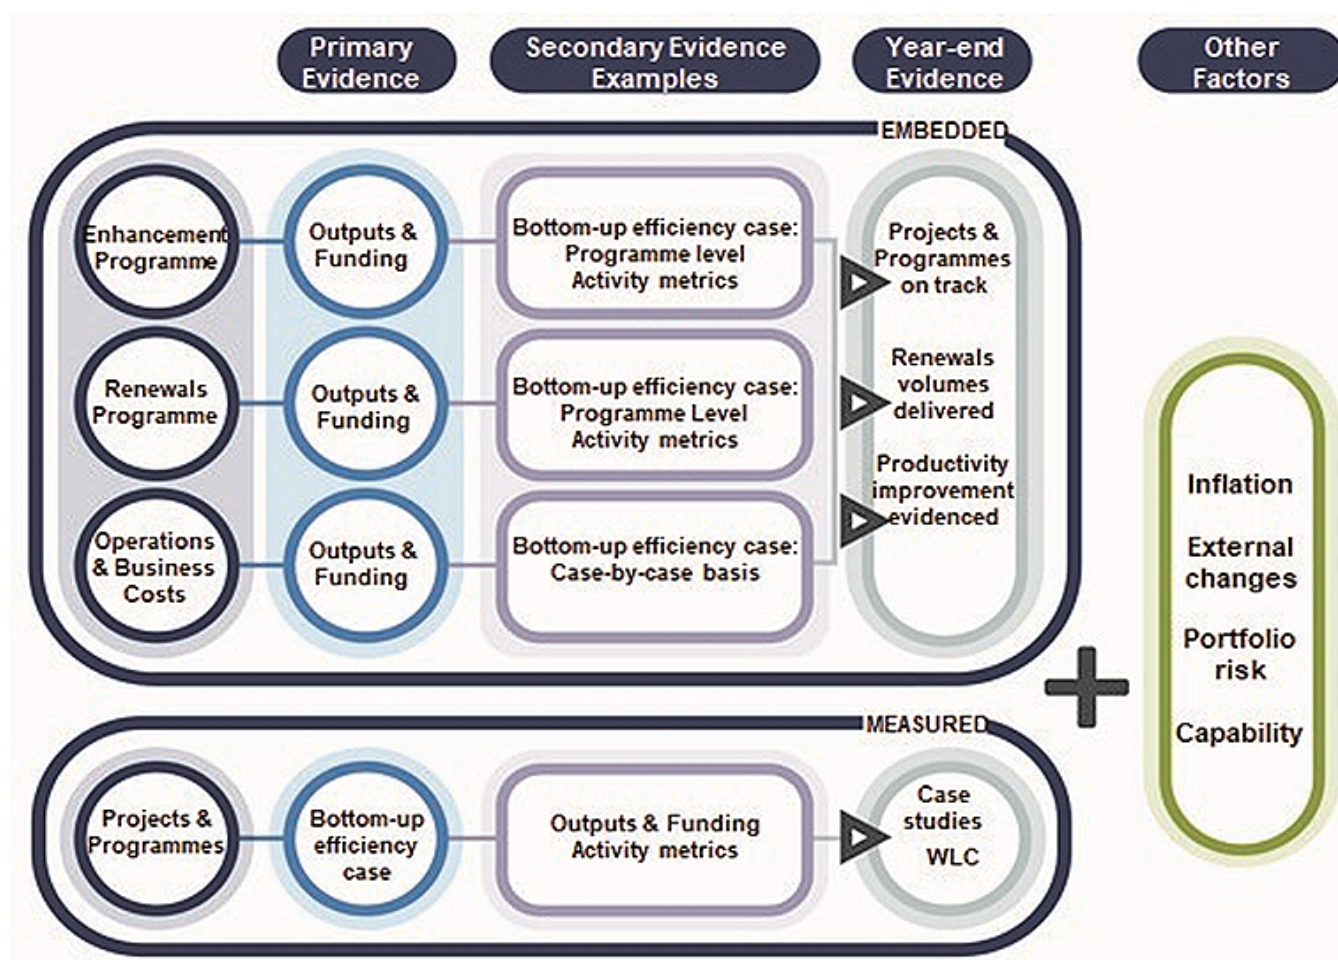 Primary
Evidence
Secondary Evidence
Examples
Year-end
Evidence
Other
Factors
EMBEDDED
Enhancement
Programme
Outputs &
Funding
Bottom-up efficiency case:
Programme level
Activity metrics
Projects &
Programmes
on track
Renewals
Programme
Outputs &
Funding
Bottom-up efficiency case:
Programme Level
Activity metrics
Renewals
volumes
delivered
Operations
& Business
Costs
Outputs &
Funding
Bottom-up efficiency case:
Case-by-case basis
Productivity
improvement
evidenced
MEASURED
Projects &
Programmes
Bottom-up
efficiency
case
Outputs & Funding
Activity metrics
Case
studies
WLC
Inflation
External
changes
Portfolio
risk
Capability